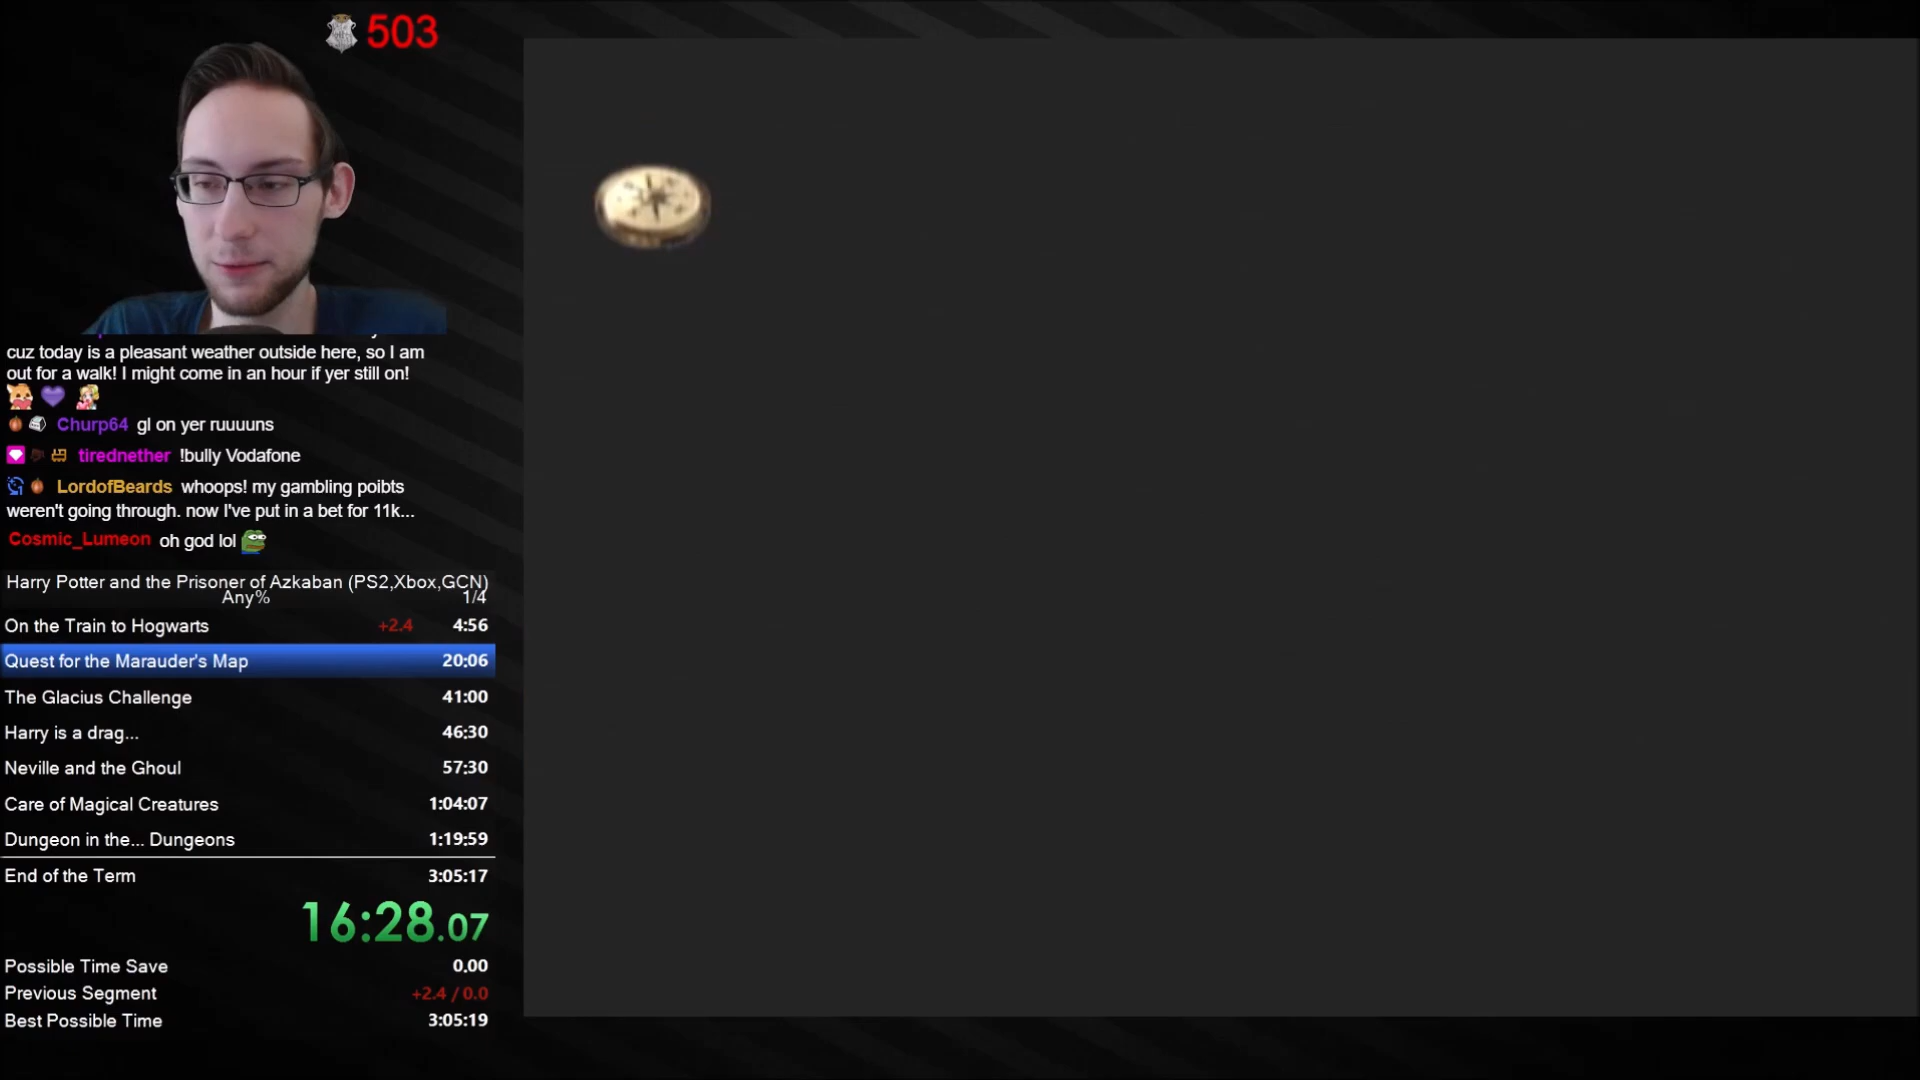 503
cuz today is a pleasant weather outside here, so I am
out for a walk! I might come in an hour if yer still on!
Churp64 gl on yer ruuuuns
tirednether !bully Vodafone
LordofBeards whoops! my gambling poibts
weren't going through. now I've put in a bet for 11k...
Cosmic_Lumeon oh god lol
Harry Potter and the Prisoner of Azkaban (PS2,Xbox,GCN)
Any% 1/4
On the Train to Hogwarts +2.4 4:56
Quest for the Marauder's Map 20:06
The Glacius Challenge 41:00
Harry is a drag... 46:30
Neville and the Ghoul 57:30
Care of Magical Creatures 1:04:07
Dungeon in the... Dungeons 1:19:59
End of the Term 3:05:17
16:28.07
Possible Time Save 0.00
Previous Segment +2.4 / 0.0
Best Possible Time 3:05:19